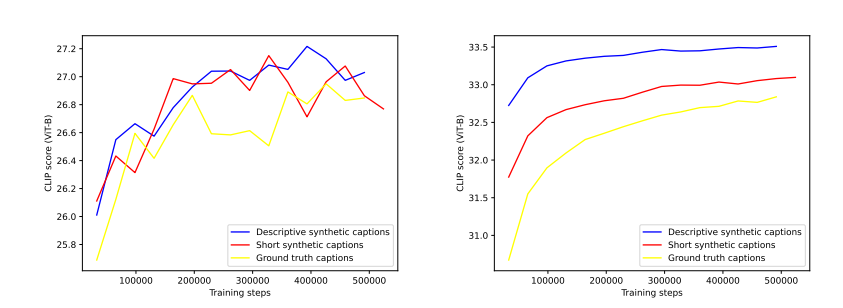 27.2
27.0
26.8
26.6
26.4
26.2
26.0
25.8
CLIP score (ViT-B)
100000 200000 300000 400000 500000
Training steps
Descriptive synthetic captions
Short synthetic captions
Ground truth captions
33.5
33.0
32.5
32.0
31.5
31.0
CLIP score (ViT-B)
100000 200000 300000 400000 500000
Training steps
Descriptive synthetic captions
Short synthetic captions
Ground truth captions